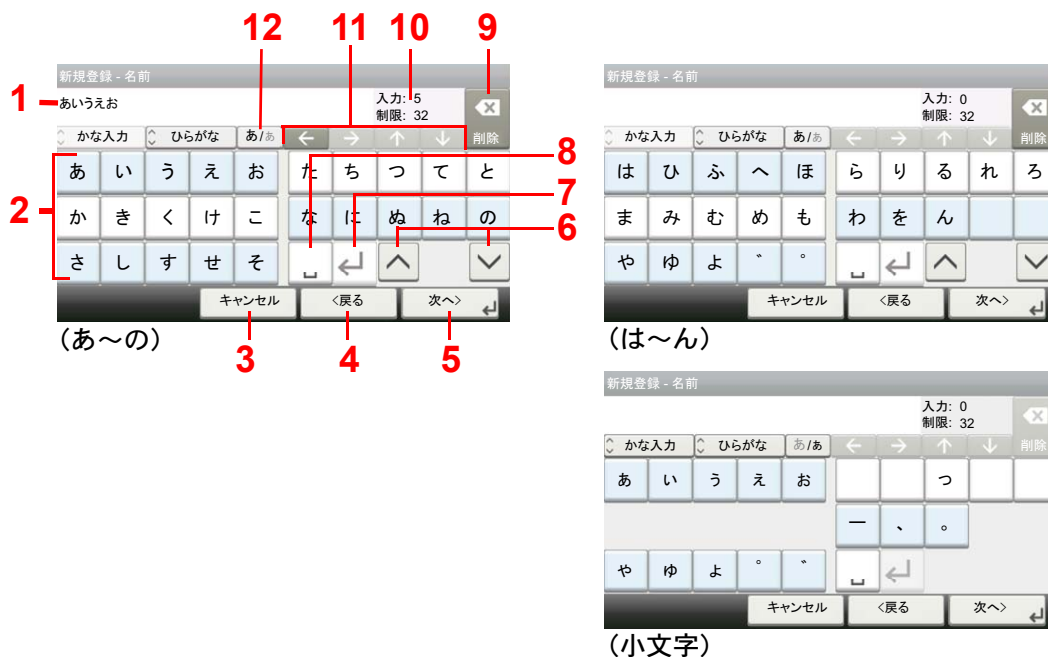 12 11 10 9
新規登録 - 名前
1 あいうえお
入力: 5
制限: 32
かな入力 ひらがな あ/あ ← → ↑ ↓ 削除
8
あ い う え お た ち つ て と
7
2 か き く け こ な に ぬ ね の
6
さ し す せ そ
キャンセル <戻る 次へ>
(あ~の)
3 4 5
新規登録 - 名前
入力: 0
制限: 32
かな入力 ひらがな あ/あ ← → ↑ ↓ 削除
は ひ ふ へ ほ ら り る れ ろ
ま み む め も わ を ん
や ゆ よ ゛ ゜
キャンセル <戻る 次へ>
(は~ん)
新規登録 - 名前
入力: 0
制限: 32
かな入力 ひらがな あ/ぁ ← → ↑ ↓ 削除
ぁ ぃ ぅ ぇ ぉ っ
ー 、 。
ゃ ゅ ょ ゜ ゛
キャンセル <戻る 次へ>
(小文字)